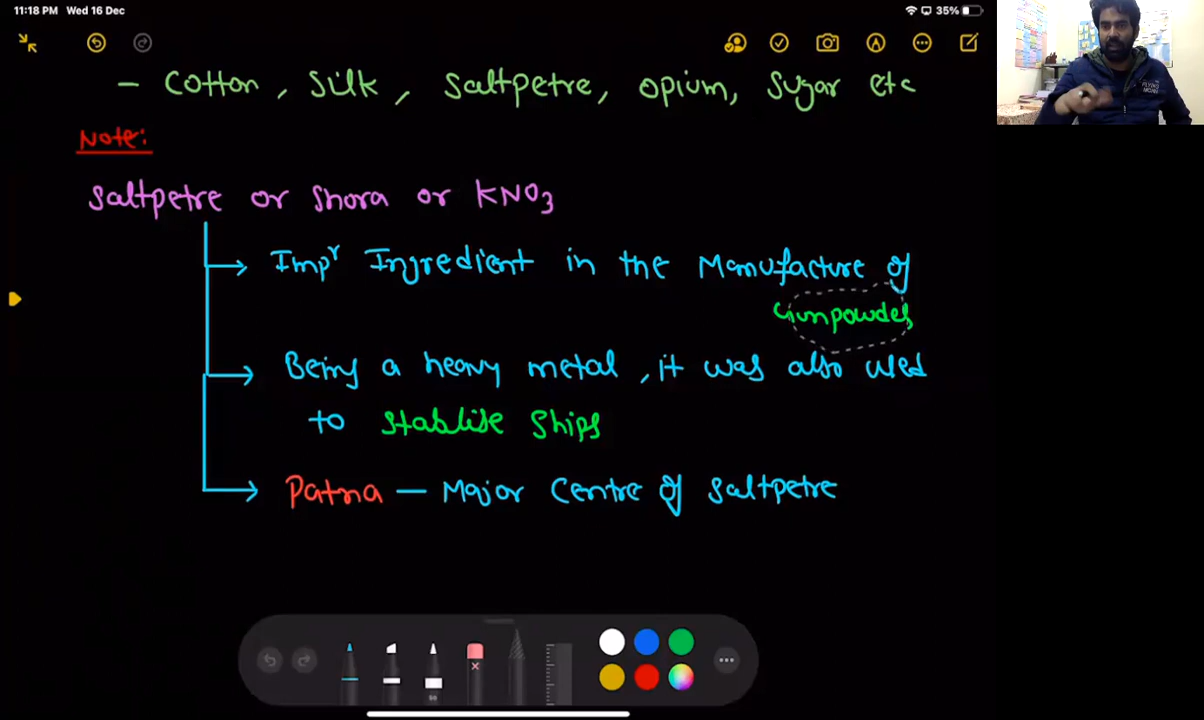 11:18 PM Wed 16 Dec
35%
- Cotton, Silk, Saltpetre, opium, Sugar etc
Note:
Saltpetre or Shora or KNO3
Impr Ingredient in the Manufacture of
Gunpowder
Being a heavy metal, it was also used
to Stablise Ships
Patna - Major Centre of Saltpetre
50